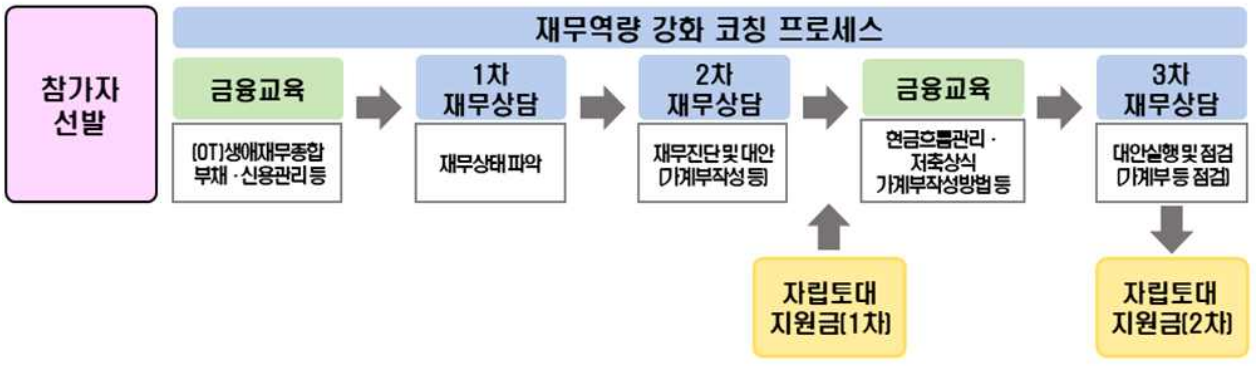 참가자
선발
재무역량 강화 코칭 프로세스
금융교육
(OT)생애재무종합
부채·신용관리 등
1차
재무상담
재무상태 파악
2차
재무상담
재무진단 및 대안
(가계부작성 등)
금융교육
현금흐름관리·
저축상식
가계부작성방법 등
3차
재무상담
대안실행 및 점검
(가계부 등 점검)
자립토대
지원금(1차)
자립토대
지원금(2차)